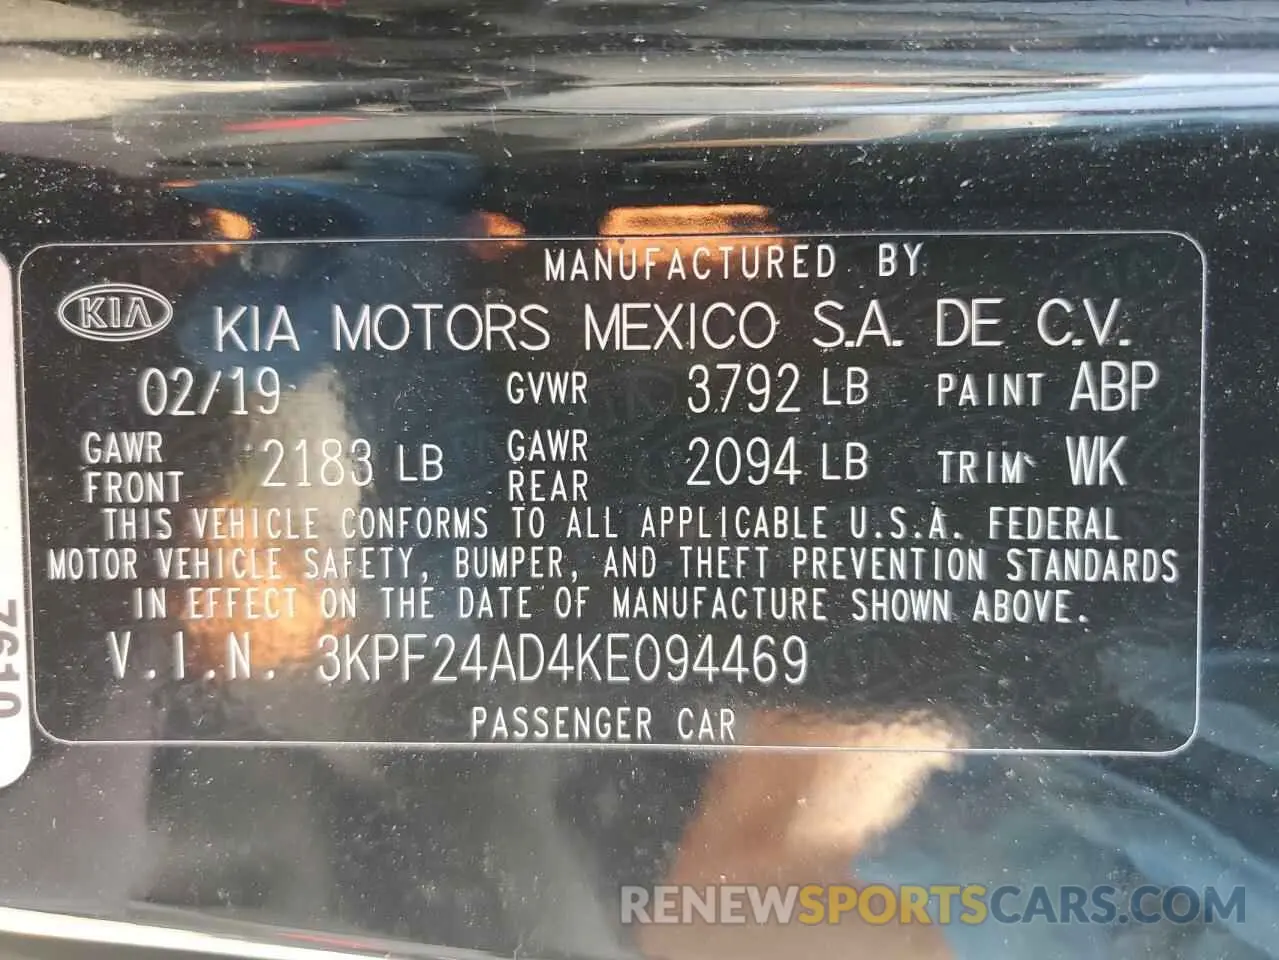 MANUFACTURED BY
KIA KIA MOTORS MEXICO S.A. DE C.V.
02/19 GVWR 3792 LB PAINT ABP
GAWR FRONT 2183 LB GAWR REAR 2094 LB TRIM WK
THIS VEHICLE CONFORMS TO ALL APPLICABLE U.S.A. FEDERAL
MOTOR VEHICLE SAFETY, BUMPER, AND THEFT PREVENTION STANDARDS
IN EFFECT ON THE DATE OF MANUFACTURE SHOWN ABOVE.
V.I.N. 3KPF24AD4KE094469
PASSENGER CAR
7610
RENEWSPORTSCARS.COM